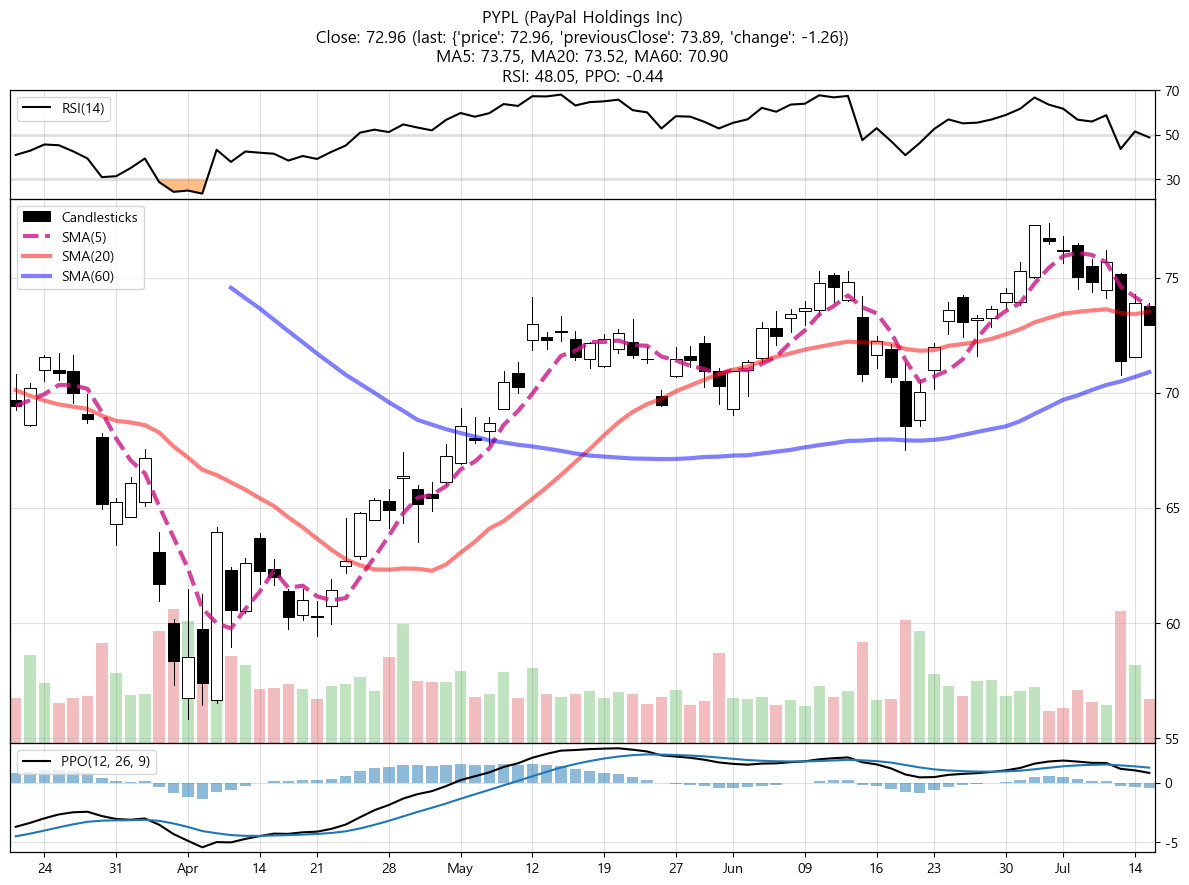 PYPL (PayPal Holdings Inc)
Close: 72.96 (last: {'price': 72.96, 'previousClose': 73.89, 'change': -1.26})
MA5: 73.75, MA20: 73.52, MA60: 70.90
RSI: 48.05, PPO: -0.44
RSI(14)
70
50
30
Candlesticks
SMA(5)
SMA(20)
SMA(60)
75
70
65
60
55
PPO(12, 26, 9)
0
-5
24 31 Apr 14 21 28 May 12 19 27 Jun 09 16 23 30 Jul 14